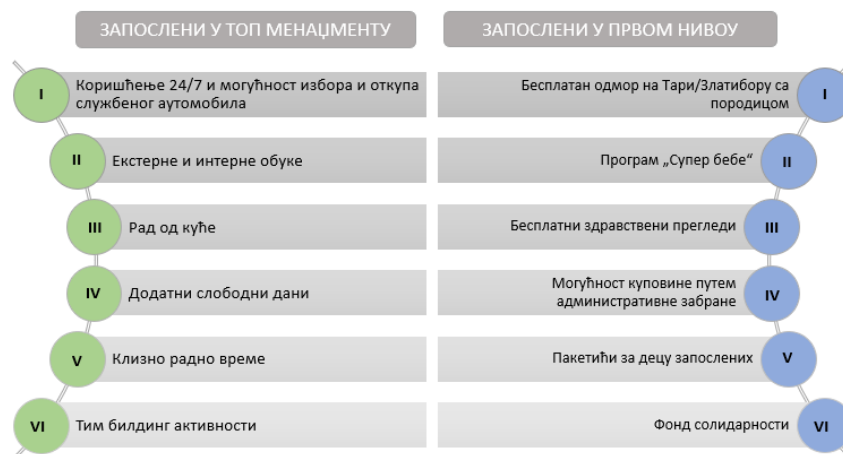 ЗАПОСЛЕНИ У ТОП МЕНАЏМЕНТУ
I
Коришћење 24/7 и могућност избора и откупа
службеног аутомобила
II
Екстерне и интерне обуке
III
Рад од куће
IV
Додатни слободни дани
V
Клизно радно време
VI
Тим билдинг активности
ЗАПОСЛЕНИ У ПРВОМ НИВОУ
Бесплатан одмор на Тари/Златибору са
породицом
I
Програм „Супер бебе“
II
Бесплатни здравствени прегледи
III
Могућност куповине путем
административне забране
IV
Пакетићи за децу запослених
V
Фонд солидарности
VI